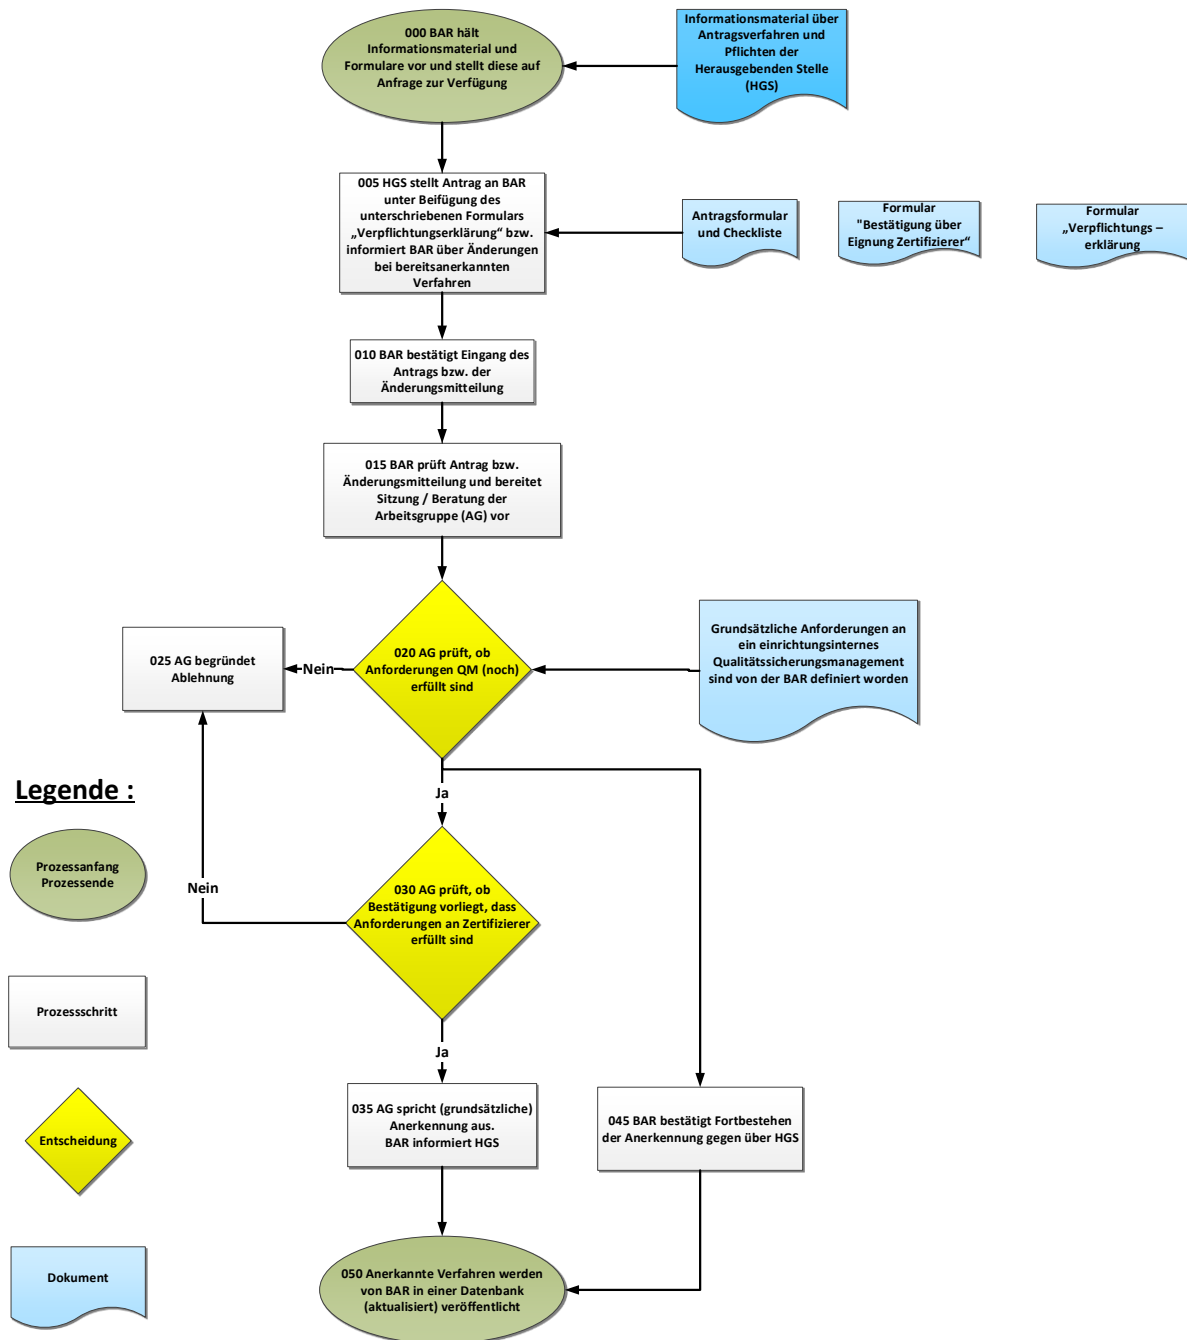 000 BAR hält
Informationsmaterial und
Formulare vor und stellt diese auf
Anfrage zur Verfügung
Informationsmaterial über
Antragsverfahren und
Pflichten der
Herausgebenden Stelle
(HGS)
005 HGS stellt Antrag an BAR
unter Beifügung des
unterschriebenen Formulars
„Verpflichtungserklärung“ bzw.
informiert BAR über Änderungen
bei bereitsanerkannten
Verfahren
Antragsformular
und Checkliste
Formular
"Bestätigung über
Eignung Zertifizierer“
Formular
„Verpflichtungs –
erklärung
010 BAR bestätigt Eingang des
Antrags bzw. der
Änderungsmitteilung
015 BAR prüft Antrag bzw.
Änderungsmitteilung und bereitet
Sitzung / Beratung der
Arbeitsgruppe (AG) vor
020 AG prüft, ob
Anforderungen QM (noch)
erfüllt sind
Nein
025 AG begründet
Ablehnung
Grundsätzliche Anforderungen an
ein einrichtungsinternes
Qualitätssicherungsmanagement
sind von der BAR definiert worden
Ja
030 AG prüft, ob
Bestätigung vorliegt, dass
Anforderungen an Zertifizierer
erfüllt sind
Nein
Ja
035 AG spricht (grundsätzliche)
Anerkennung aus.
BAR informiert HGS
045 BAR bestätigt Fortbestehen
der Anerkennung gegen über HGS
050 Anerkannte Verfahren werden
von BAR in einer Datenbank
(aktualisiert) veröffentlicht
Legende :
Prozessanfang
Prozessende
Prozessschritt
Entscheidung
Dokument